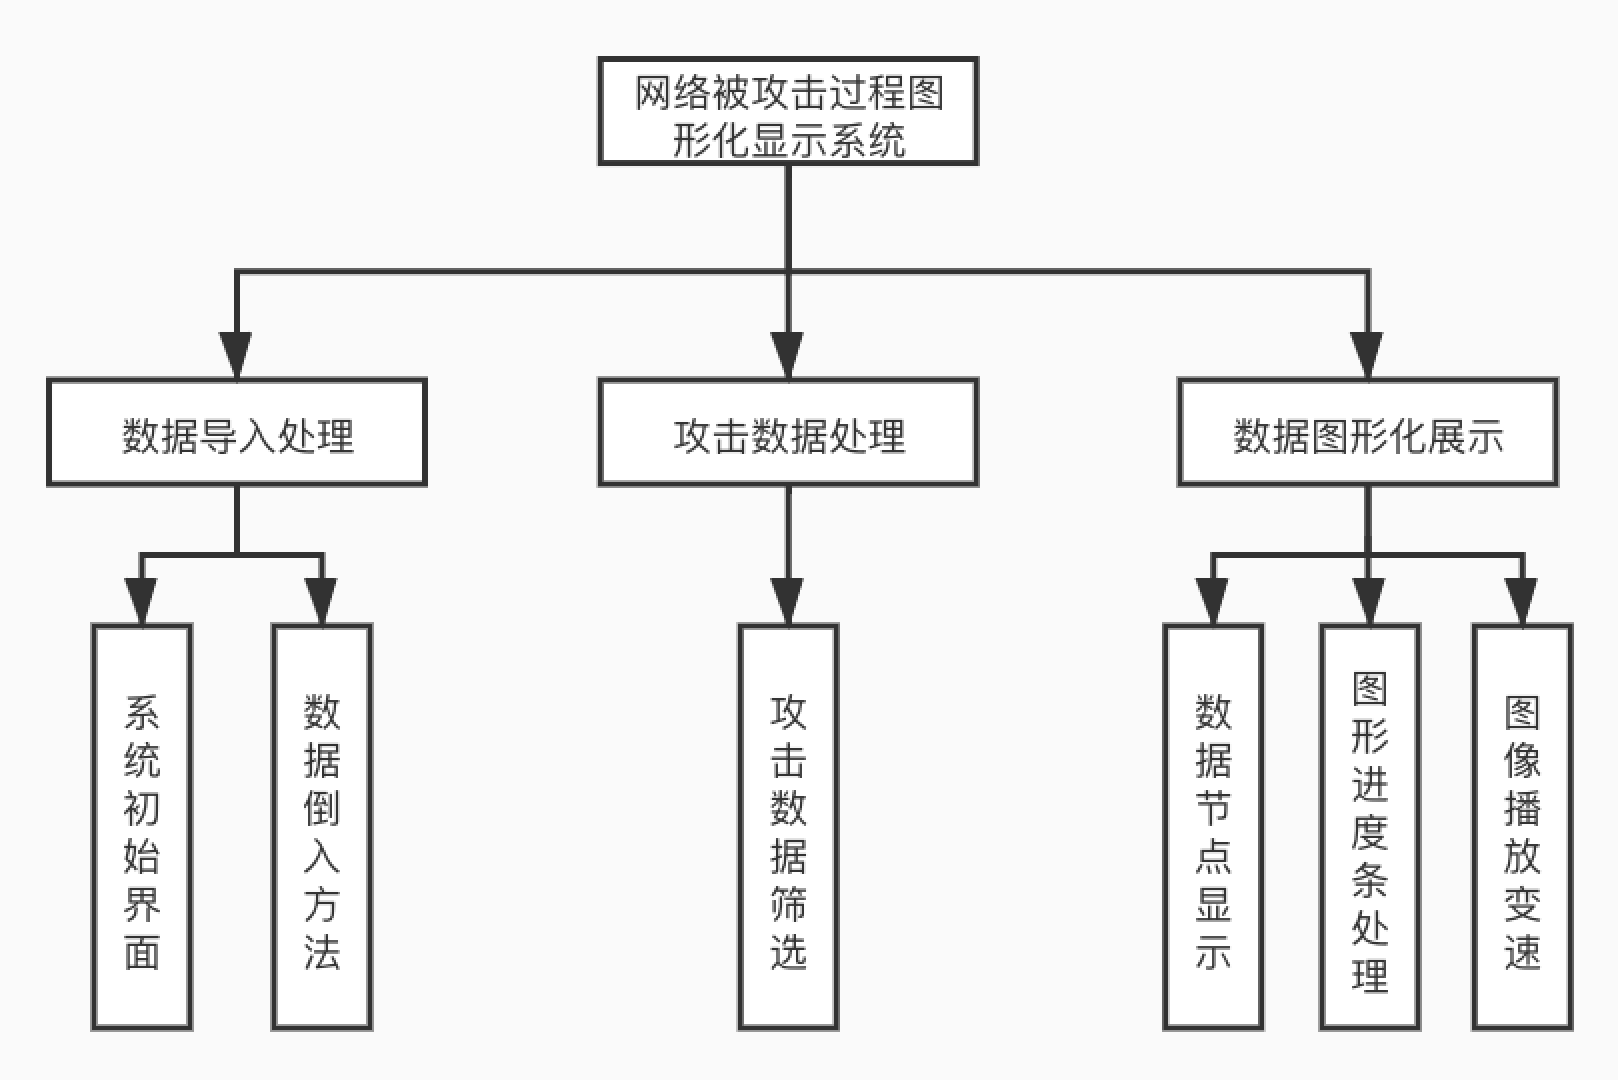 网络被攻击过程图
形化显示系统
数据导入处理
攻击数据处理
数据图形化展示
系统初始界面
数据倒入方法
攻击数据筛选
数据节点显示
图形进度条处理
图像播放变速